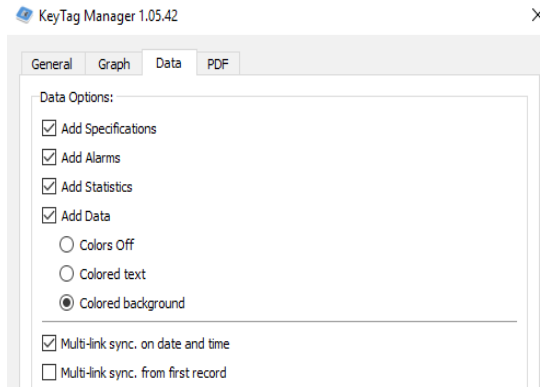 KeyTag Manager 1.05.42
General Graph Data PDF
Data Options:
Add Specifications
Add Alarms
Add Statistics
Add Data
Colors Off
Colored text
Colored background
Multi-link sync. on date and time
Multi-link sync. from first record